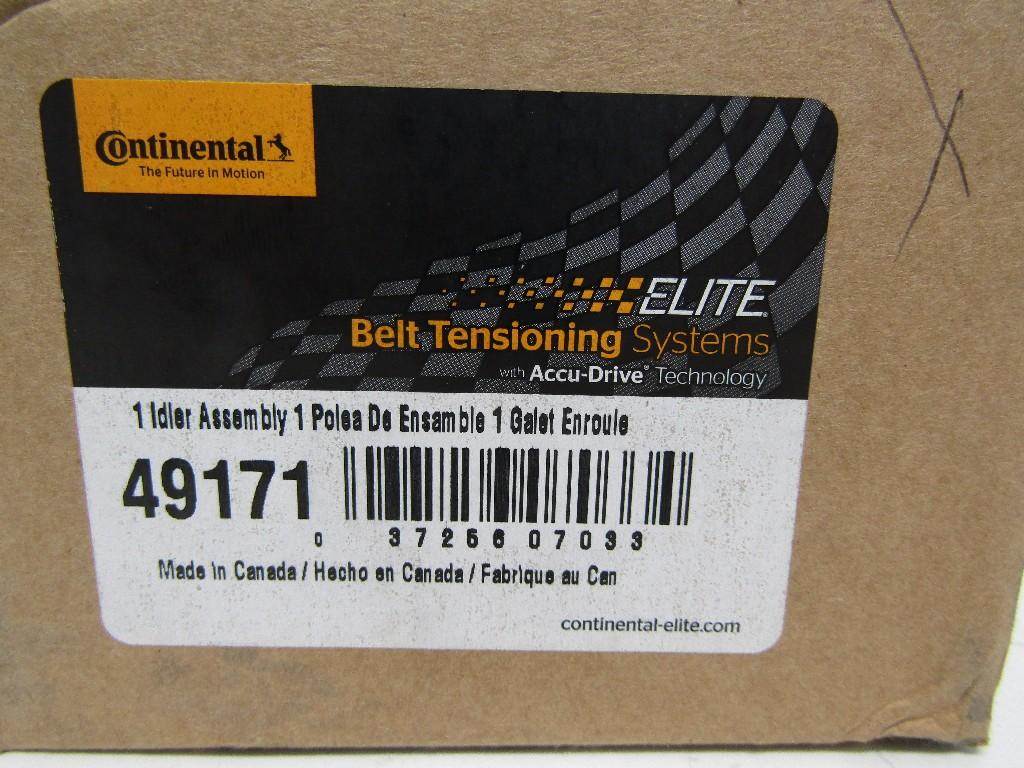 Continental
The Future in Motion
ELITE®
Belt Tensioning Systems
with Accu-Drive® Technology
1 Idler Assembly 1 Polea De Ensamble 1 Galet Enroule
49171
0 37256 07033
Made in Canada / Hecho en Canada / Fabrique au Can
continental-elite.com